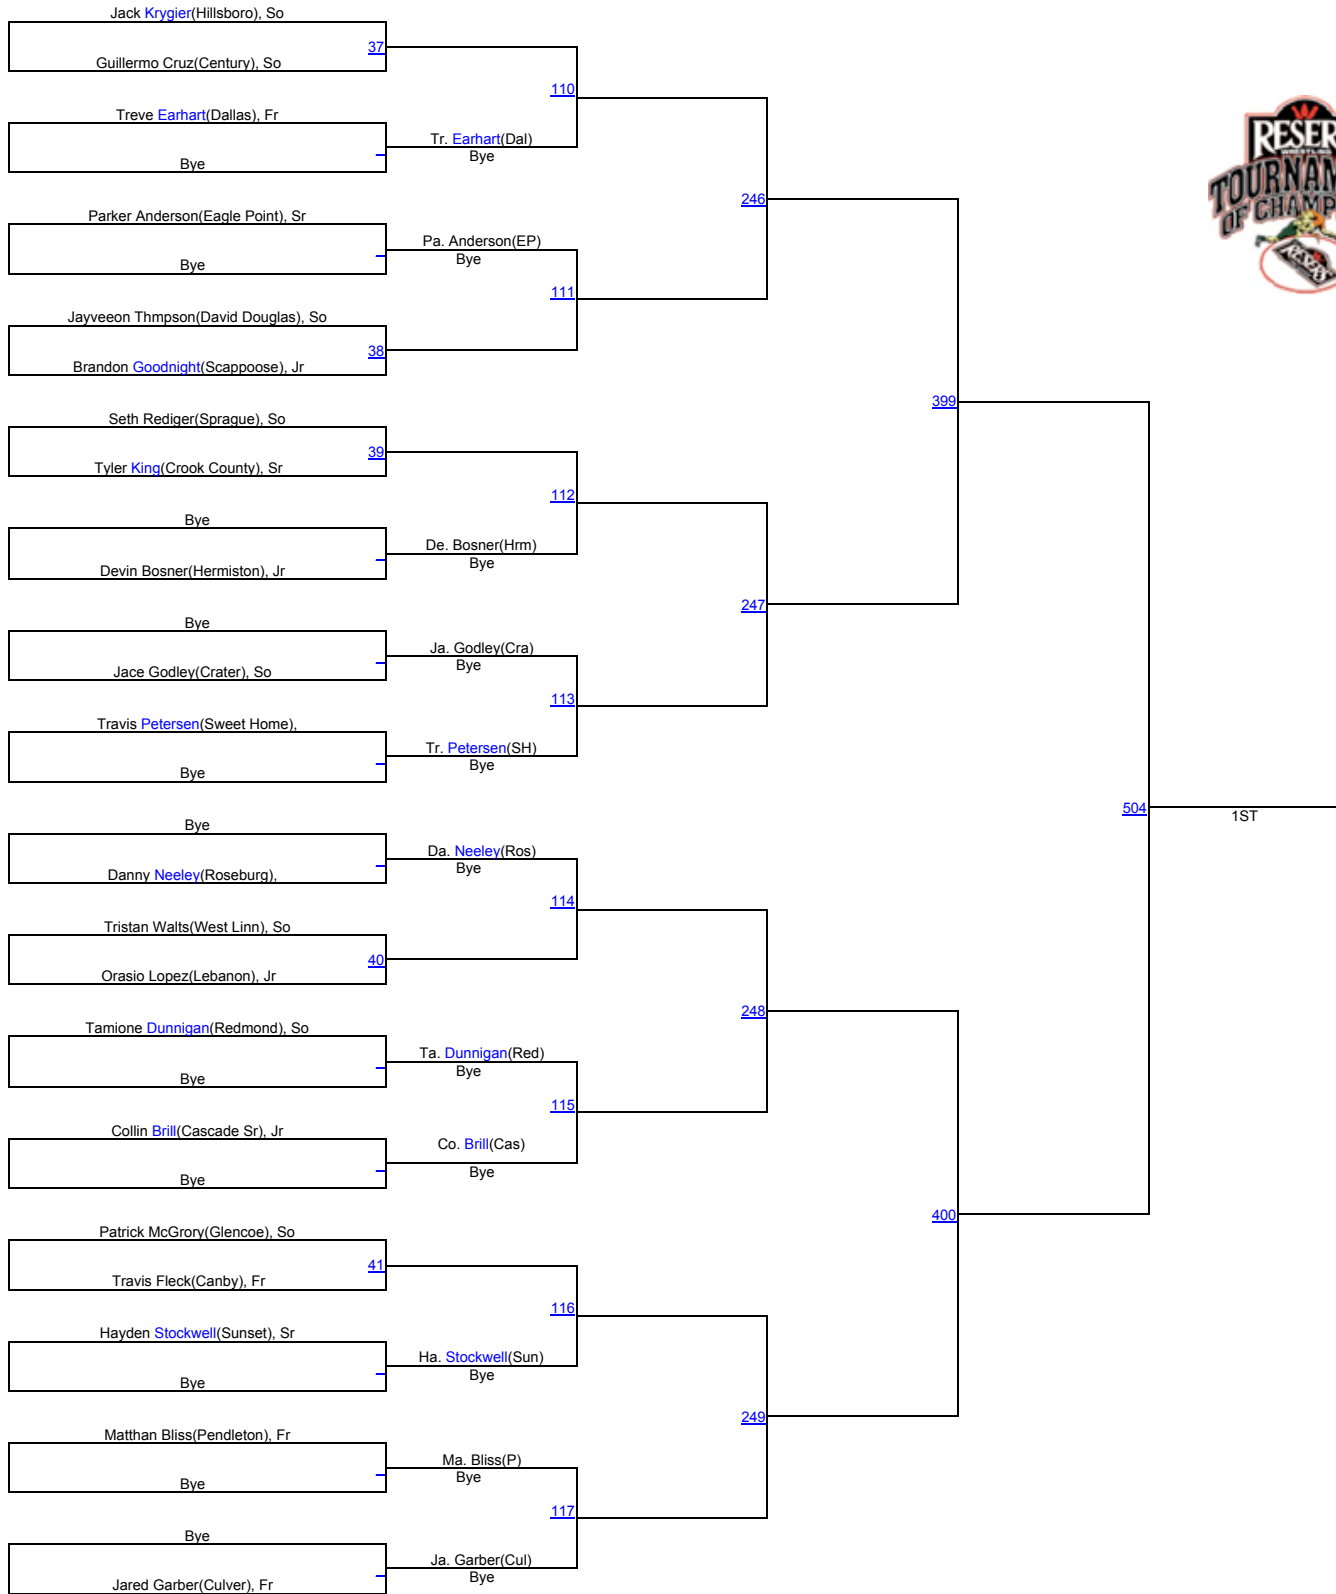 Jack Krygier(Hillsboro), So
37
Guillermo Cruz(Century), So
110
Treve Earhart(Dallas), Fr
Tr. Earhart(Dal)
Bye
Bye
246
Parker Anderson(Eagle Point), Sr
Pa. Anderson(EP)
Bye
Bye
111
Jayveeon Thmpson(David Douglas), So
38
Brandon Goodnight(Scappoose), Jr
399
Seth Rediger(Sprague), So
39
Tyler King(Crook County), Sr
112
Bye
De. Bosner(Hrm)
Bye
Devin Bosner(Hermiston), Jr
247
Bye
Ja. Godley(Cra)
Bye
Jace Godley(Crater), So
113
Travis Petersen(Sweet Home),
Tr. Petersen(SH)
Bye
Bye
504
1ST
Bye
Da. Neeley(Ros)
Bye
Danny Neeley(Roseburg),
114
Tristan Walts(West Linn), So
40
Orasio Lopez(Lebanon), Jr
248
Tamione Dunnigan(Redmond), So
Ta. Dunnigan(Red)
Bye
Bye
115
Collin Brill(Cascade Sr), Jr
Co. Brill(Cas)
Bye
Bye
400
Patrick McGrory(Glencoe), So
41
Travis Fleck(Canby), Fr
116
Hayden Stockwell(Sunset), Sr
Ha. Stockwell(Sun)
Bye
Bye
249
Matthan Bliss(Pendleton), Fr
Ma. Bliss(P)
Bye
Bye
117
Bye
Ja. Garber(Cul)
Bye
Jared Garber(Culver), Fr
RESER
WRESTLING
TOURNAM
OF CHAMP
RESER